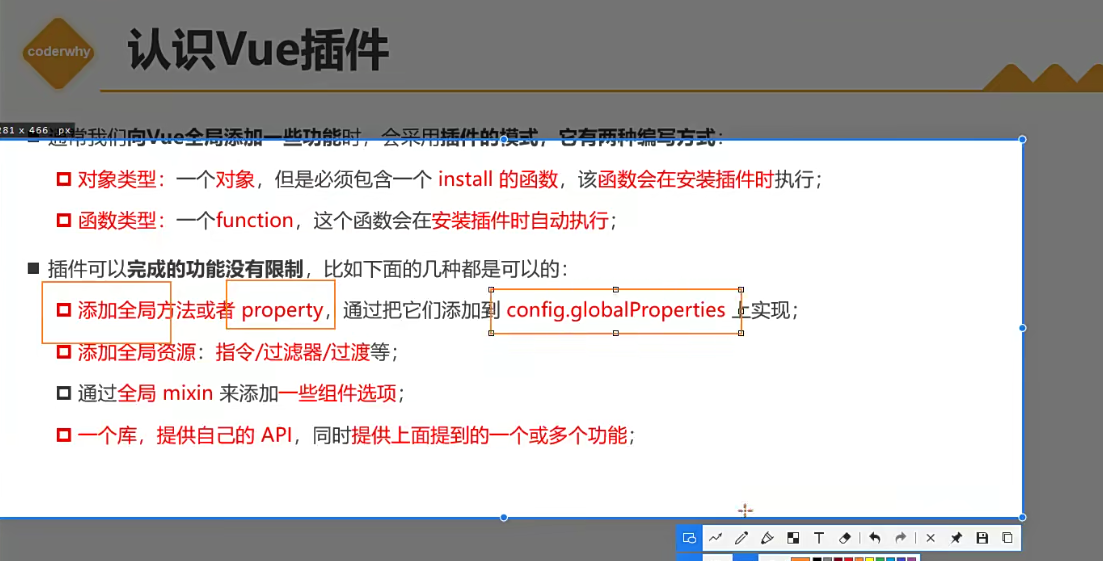 coderwhy
认识Vue插件
281 x 466 px
通常我们向Vue全局添加一些功能时，会采用插件的模式，它有两种编写方式：
对象类型：一个对象，但是必须包含一个 install 的函数，该函数会在安装插件时执行；
函数类型：一个function，这个函数会在安装插件时自动执行；
插件可以完成的功能没有限制，比如下面的几种都是可以的：
添加全局方法或者 property，通过把它们添加到 config.globalProperties 上实现；
添加全局资源：指令/过滤器/过渡等；
通过全局 mixin 来添加一些组件选项；
一个库，提供自己的 API，同时提供上面提到的一个或多个功能；